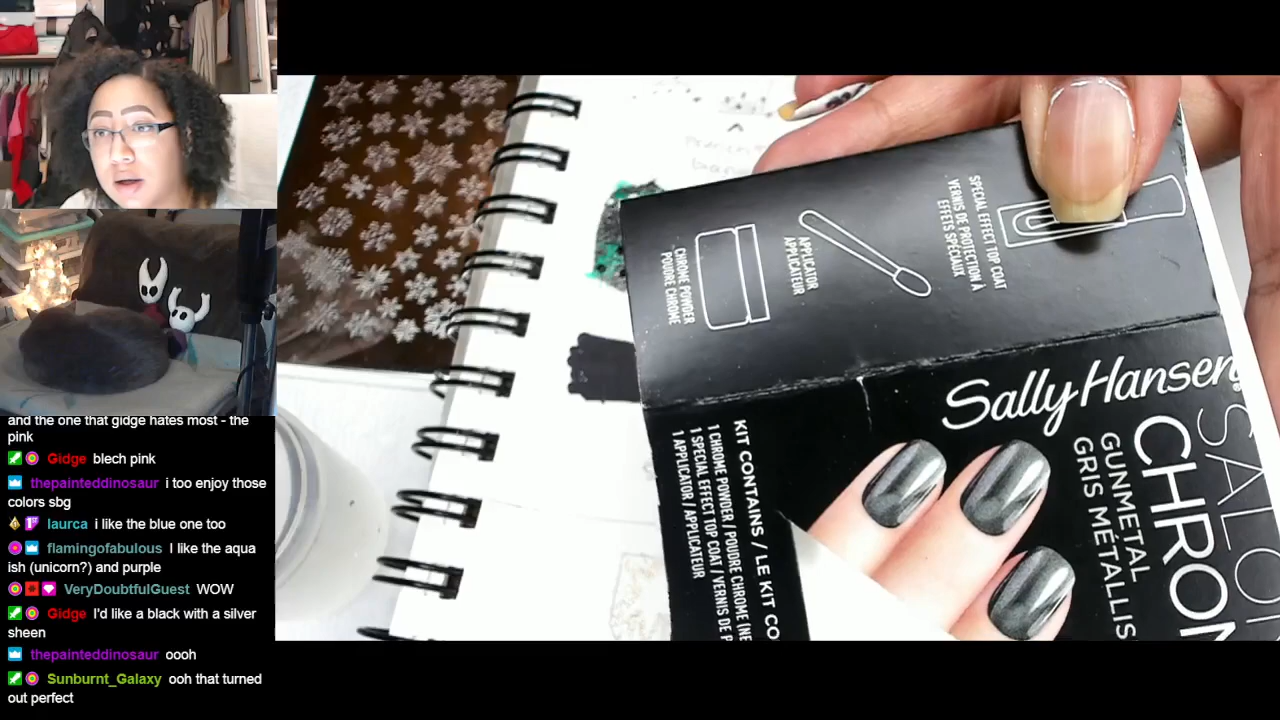 and the one that gidge hates most - the
pink
Gidge blech pink
thepainteddinosaur i too enjoy those
colors sbg
laurca i like the blue one too
flamingofabulous I like the aqua
ish (unicorn?) and purple
VeryDoubtfulGuest WOW
Gidge I'd like a black with a silver
sheen
thepainteddinosaur oooh
Sunburnt_Galaxy ooh that turned
out perfect
SPECIAL EFFECT TOP COAT
VERNIS DE PROTECTION À
EFFETS SPÉCIAUX
APPLICATOR
APPLICATEUR
CHROME POWDER
POUDRE CHROME
Sally Hansen®
SALO
CHROM
GUNMETAL
GRIS MÉTALLIS
KIT CONTAINS / LE KIT CO
1 CHROME POWDER / POUDRE CHROME (NE
1 SPECIAL EFFECT TOP COAT / VERNIS DE P
1 APPLICATOR / APPLICATEUR